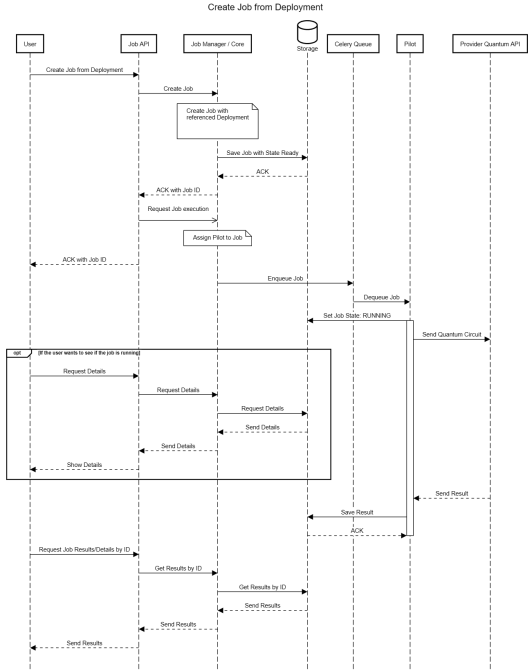 Create Job from Deployment
User
Job API
Job Manager / Core
Storage
Celery Queue
Pilot
Provider Quantum API
Create Job from Deployment
Create Job
Create Job with
referenced Deployment
Save Job with State Ready
ACK
ACK with Job ID
Request Job execution
Assign Pilot to Job
ACK with Job ID
Enqueue Job
Dequeue Job
Set Job State: RUNNING
Send Quantum Circuit
opt
[If the user wants to see if the job is running]
Request Details
Request Details
Request Details
Send Details
Send Details
Show Details
Send Result
Save Result
ACK
Request Job Results/Details by ID
Get Results by ID
Get Results by ID
Send Results
Send Results
Send Results